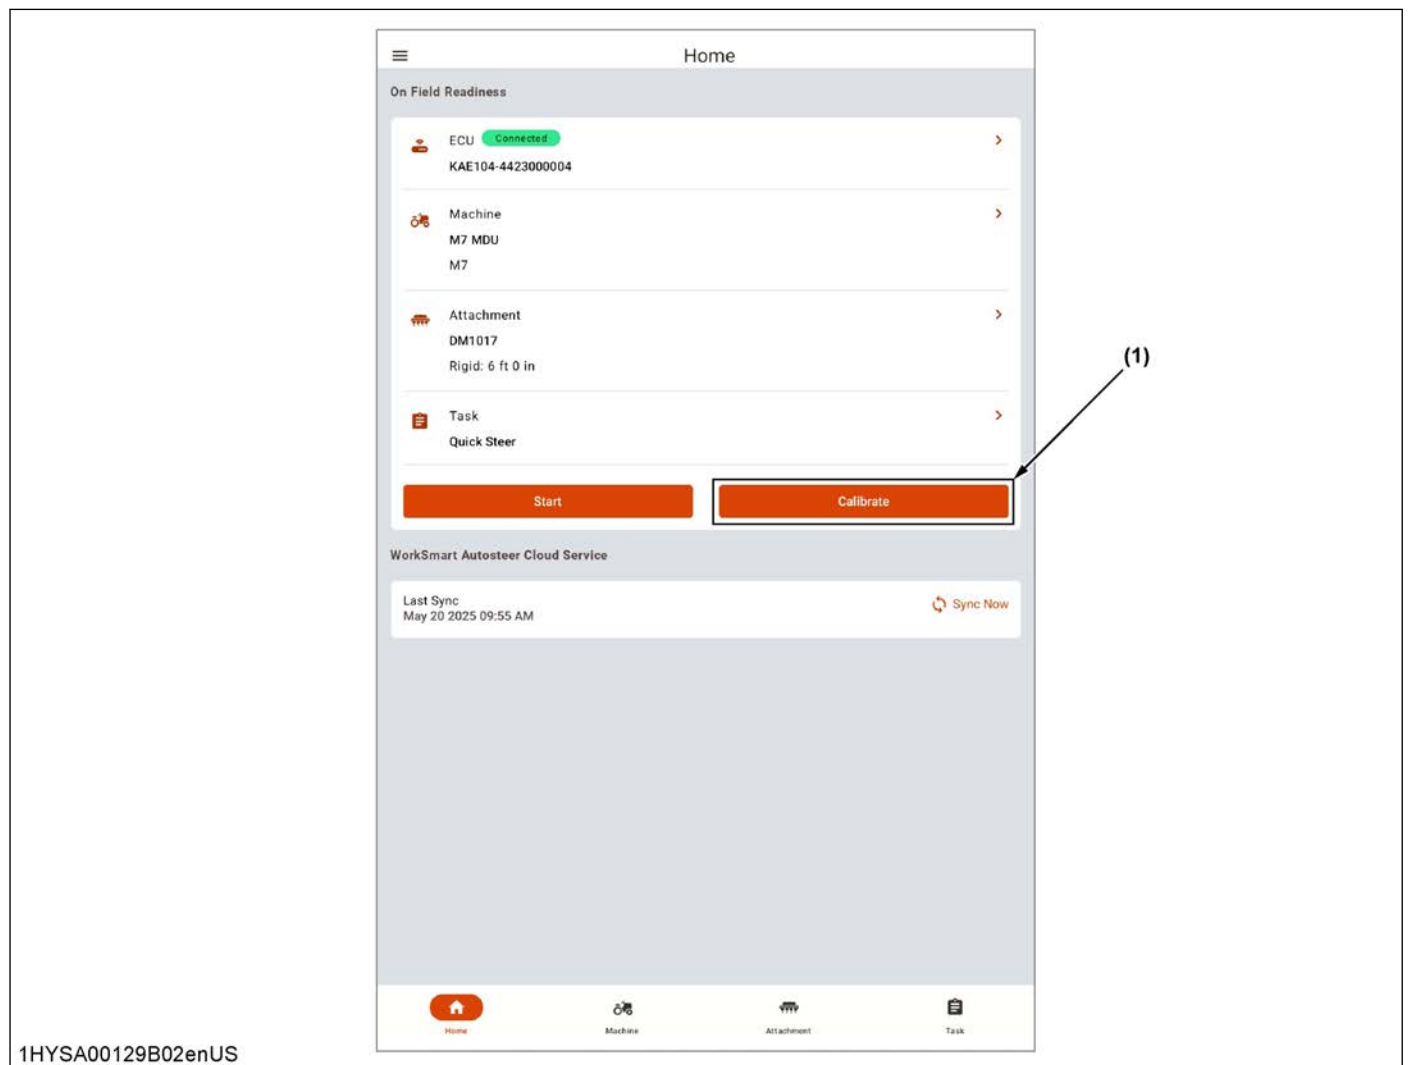 Home
On Field Readiness
ECU Connected
KAE104-4423000004
Machine
M7 MDU
M7
Attachment
DM1017
Rigid: 6 ft 0 in
(1)
Task
Quick Steer
Start Calibrate
WorkSmart Autosteer Cloud Service
Last Sync
May 20 2025 09:55 AM
Sync Now
Home Machine Attachment Task
1HYSA00129B02enUS